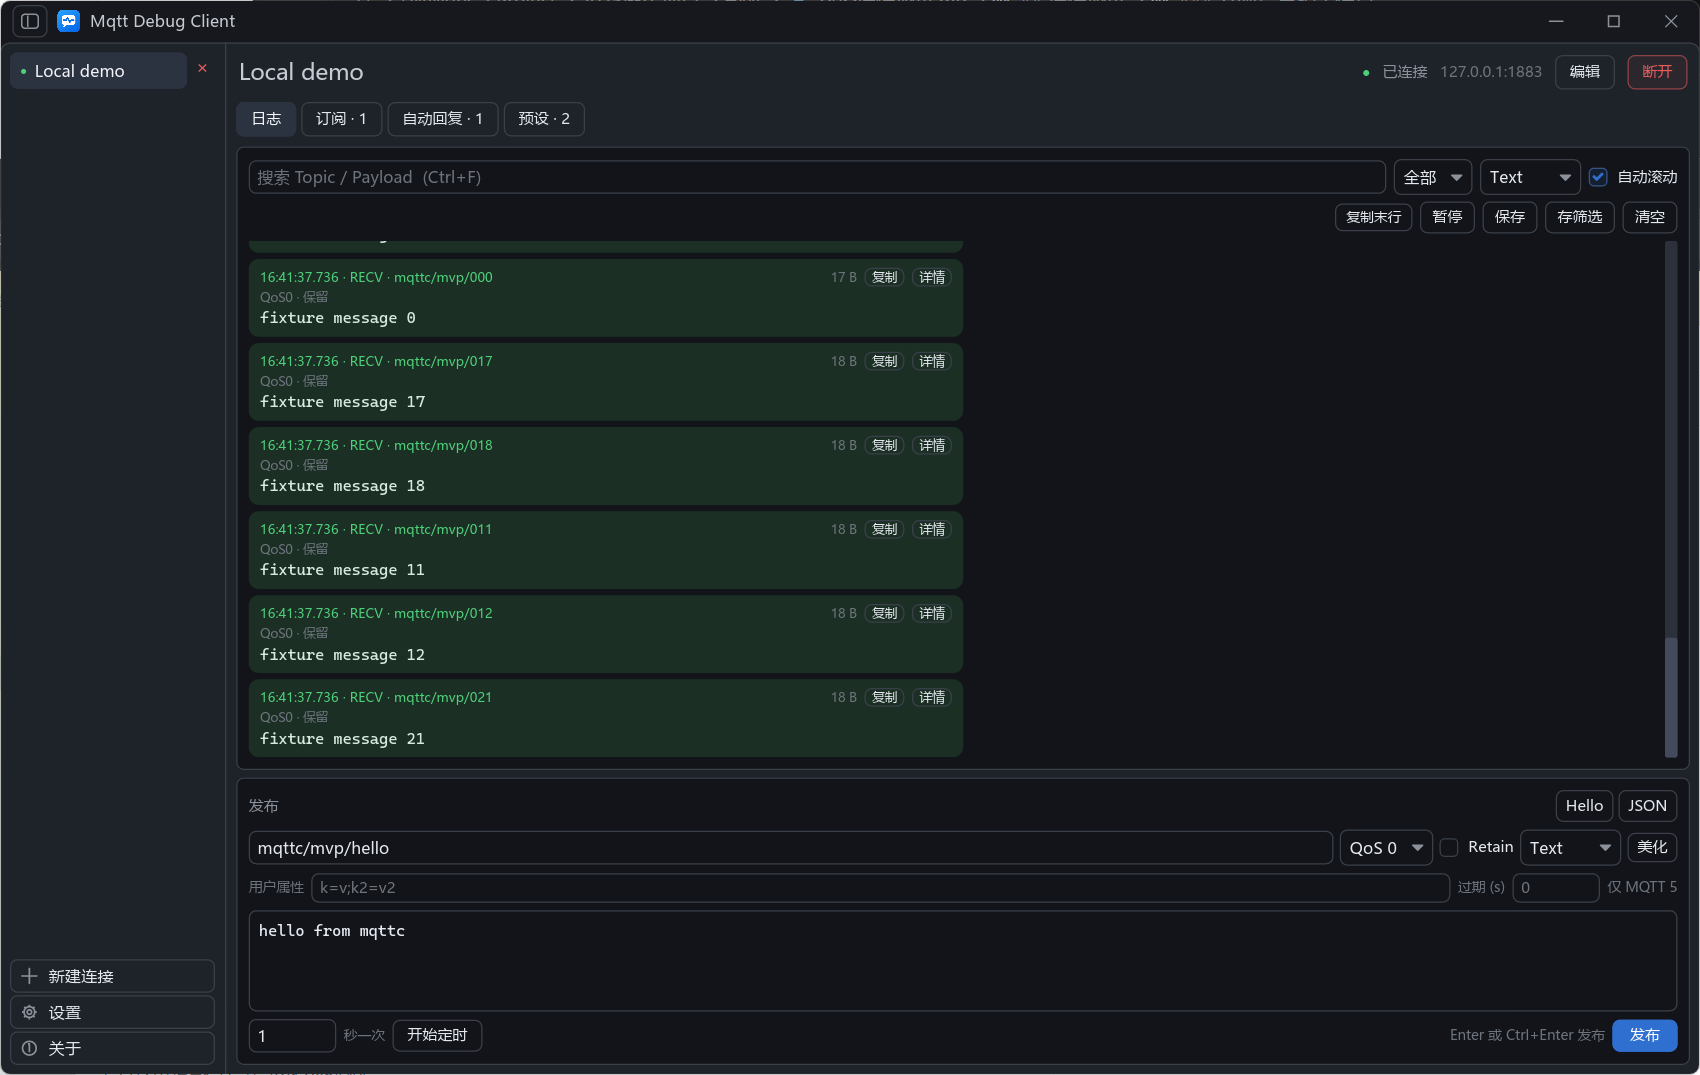 Mqtt Debug Client
Local demo
Local demo
已连接 127.0.0.1:1883 编辑 断开
日志 订阅 · 1 自动回复 · 1 预设 · 2
搜索 Topic / Payload (Ctrl+F) 全部 Text 自动滚动
复制末行 暂停 保存 存筛选 清空
16:41:37.736 · RECV · mqttc/mvp/000 17 B 复制 详情
QoS0 · 保留
fixture message 0
16:41:37.736 · RECV · mqttc/mvp/017 18 B 复制 详情
QoS0 · 保留
fixture message 17
16:41:37.736 · RECV · mqttc/mvp/018 18 B 复制 详情
QoS0 · 保留
fixture message 18
16:41:37.736 · RECV · mqttc/mvp/011 18 B 复制 详情
QoS0 · 保留
fixture message 11
16:41:37.736 · RECV · mqttc/mvp/012 18 B 复制 详情
QoS0 · 保留
fixture message 12
16:41:37.736 · RECV · mqttc/mvp/021 18 B 复制 详情
QoS0 · 保留
fixture message 21
发布 Hello JSON
mqttc/mvp/hello QoS 0 Retain Text 美化
用户属性 k=v;k2=v2 过期 (s) 0 仅 MQTT 5
hello from mqttc
1 秒一次 开始定时 Enter 或 Ctrl+Enter 发布 发布
新建连接
设置
关于